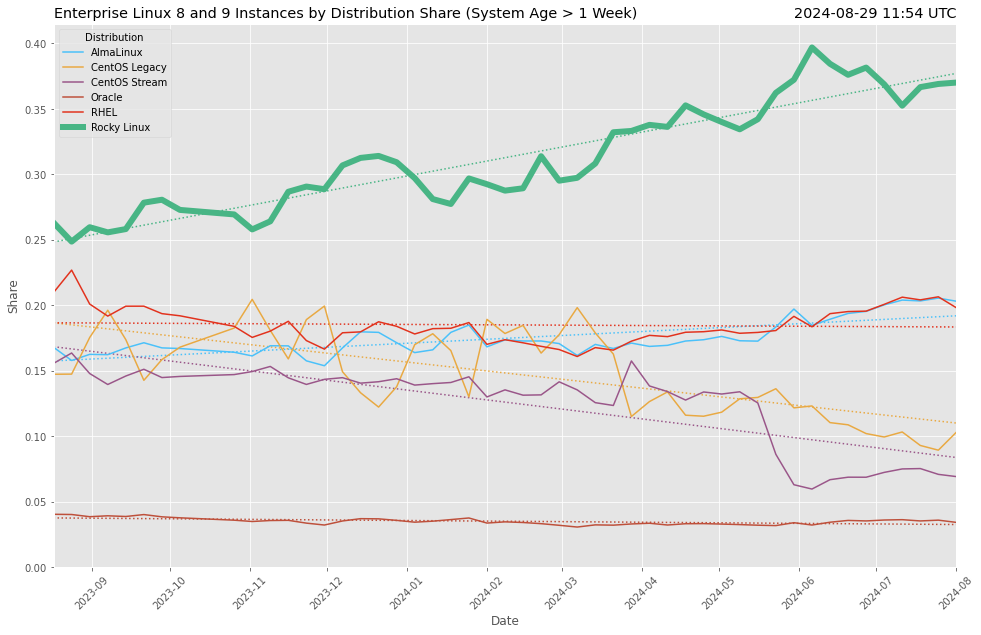 Enterprise Linux 8 and 9 Instances by Distribution Share (System Age > 1 Week)
2024-08-29 11:54 UTC
Distribution
AlmaLinux
CentOS Legacy
CentOS Stream
Oracle
RHEL
Rocky Linux
0.40
0.35
0.30
0.25
0.20
0.15
0.10
0.05
0.00
Share
2023-09
2023-10
2023-11
2023-12
2024-01
2024-02
2024-03
2024-04
2024-05
2024-06
2024-07
2024-08
Date